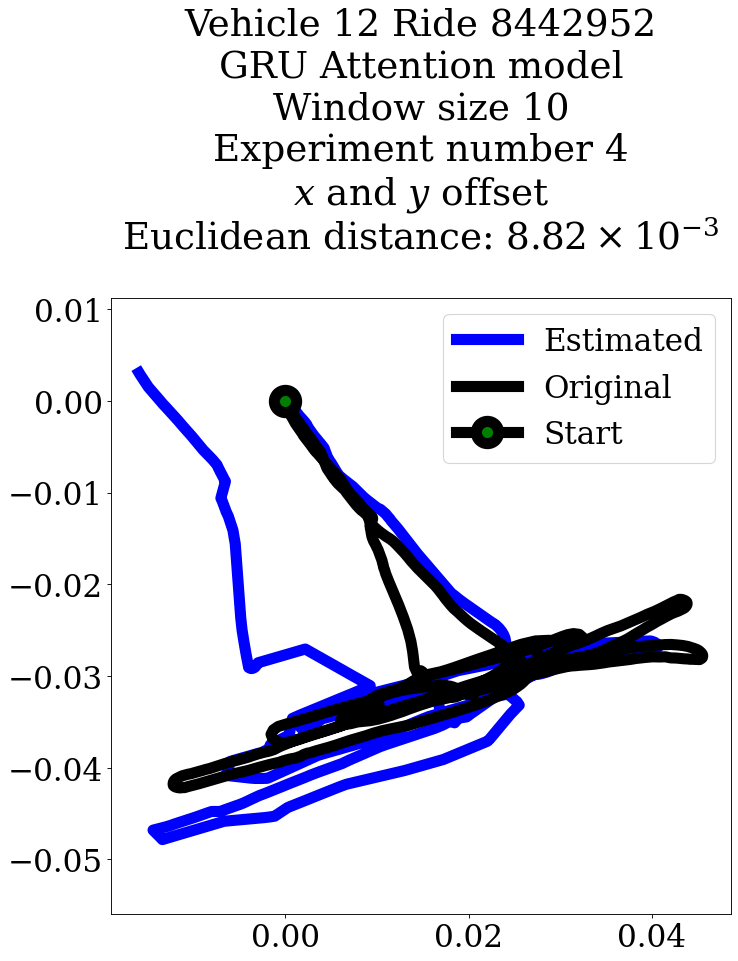 Vehicle 12 Ride 8442952
GRU Attention model
Window size 10
Experiment number 4
x and y offset
Euclidean distance: 8.82 × 10⁻³
0.01
0.00
−0.01
−0.02
−0.03
−0.04
−0.05
Estimated
Original
Start
0.00 0.02 0.04